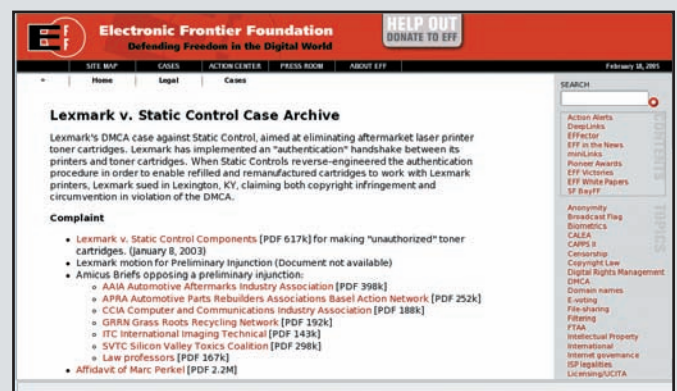 Electronic Frontier Foundation
Defending Freedom in the Digital World
HELP OUT
DONATE TO EFF
SITE MAP CASES ACTION CENTER PRESS ROOM ABOUT EFF February 18, 2005
Home Legal Cases
Lexmark v. Static Control Case Archive
Lexmark's DMCA case against Static Control, aimed at eliminating aftermarket laser printer
toner cartridges. Lexmark has implemented an "authentication" handshake between its
printers and toner cartridges. When Static Controls reverse-engineered the authentication
procedure in order to enable refilled and remanufactured cartridges to work with Lexmark
printers, Lexmark sued in Lexington, KY, claiming both copyright infringement and
circumvention in violation of the DMCA.
Complaint
Lexmark v. Static Control Components [PDF 617k] for making "unauthorized" toner
cartridges. (January 8, 2003)
Lexmark motion for Preliminary Injunction (Document not available)
Amicus Briefs opposing a preliminary injunction:
AAIA Automotive Aftermarks Industry Association [PDF 398k]
APRA Automotive Parts Rebuilders Associations Basel Action Network [PDF 252k]
CCIA Computer and Communications Industry Association [PDF 188k]
GRRN Grass Roots Recycling Network [PDF 192k]
ITC International Imaging Technical [PDF 143k]
SVTC Silicon Valley Toxics Coalition [PDF 298k]
Law professors [PDF 167k]
Affidavit of Marc Perkel [PDF 2.2M]
SEARCH
CONTENTS
Action Alerts
DeepLinks
EFFector
EFF in the News
miniLinks
Pioneer Awards
EFF Victories
EFF White Papers
SF BayFF
TOPICS
Anonymity
Broadcast Flag
Biometrics
CALEA
CAPPS II
Censorship
Copyright Law
Digital Rights Management
DMCA
Domain names
E-voting
File-sharing
Filtering
FTAA
Intellectual Property
International
Internet governance
ISP legalities
Licensing/UCITA